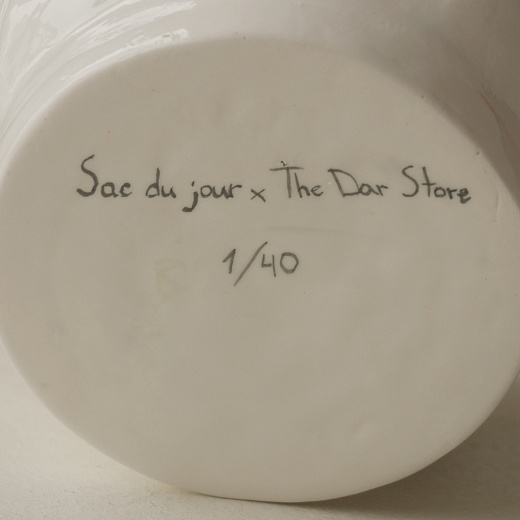 Sac du jour x The Dar Store
1/40